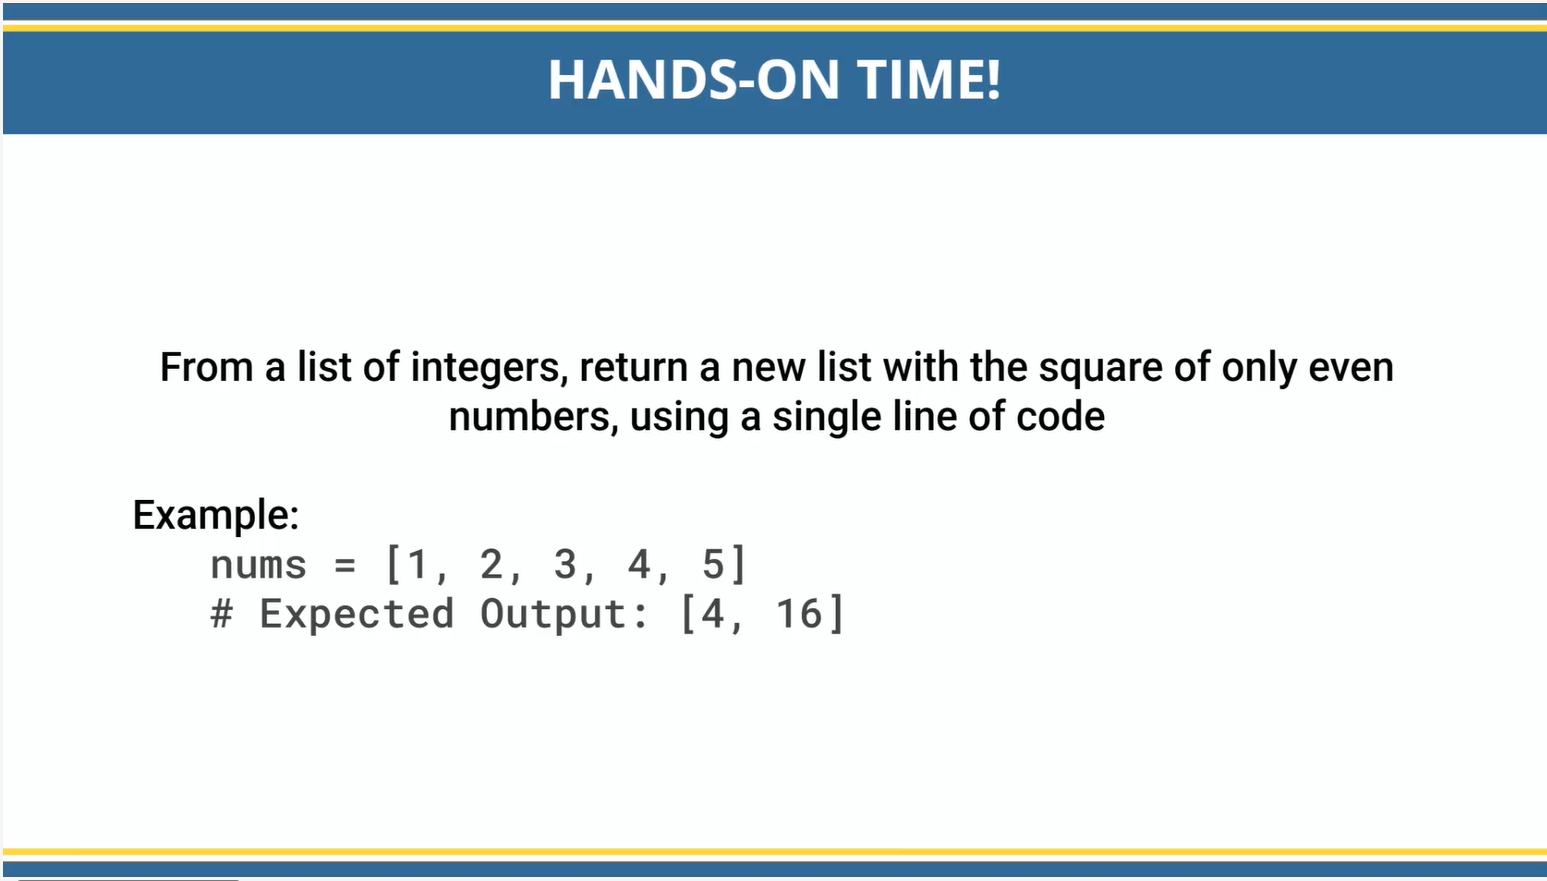 HANDS-ON TIME!
From a list of integers, return a new list with the square of only even
numbers, using a single line of code
Example:
nums = [1, 2, 3, 4, 5]
# Expected Output: [4, 16]